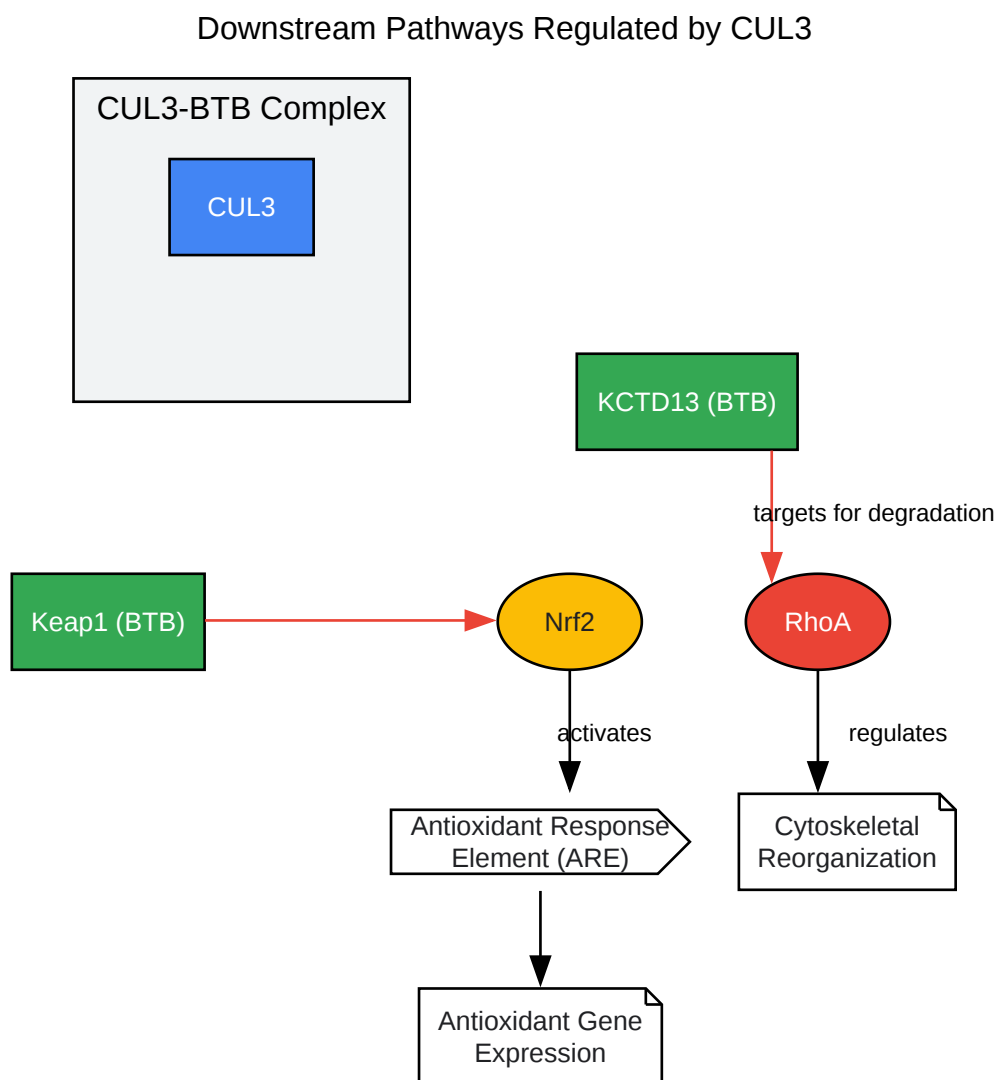 Downstream Pathways Regulated by CUL3
CUL3-BTB Complex
CUL3
KCTD13 (BTB)
targets for degradation
Keap1 (BTB)
Nrf2
RhoA
activates
regulates
Antioxidant Response
Element (ARE)
Cytoskeletal
Reorganization
Antioxidant Gene
Expression